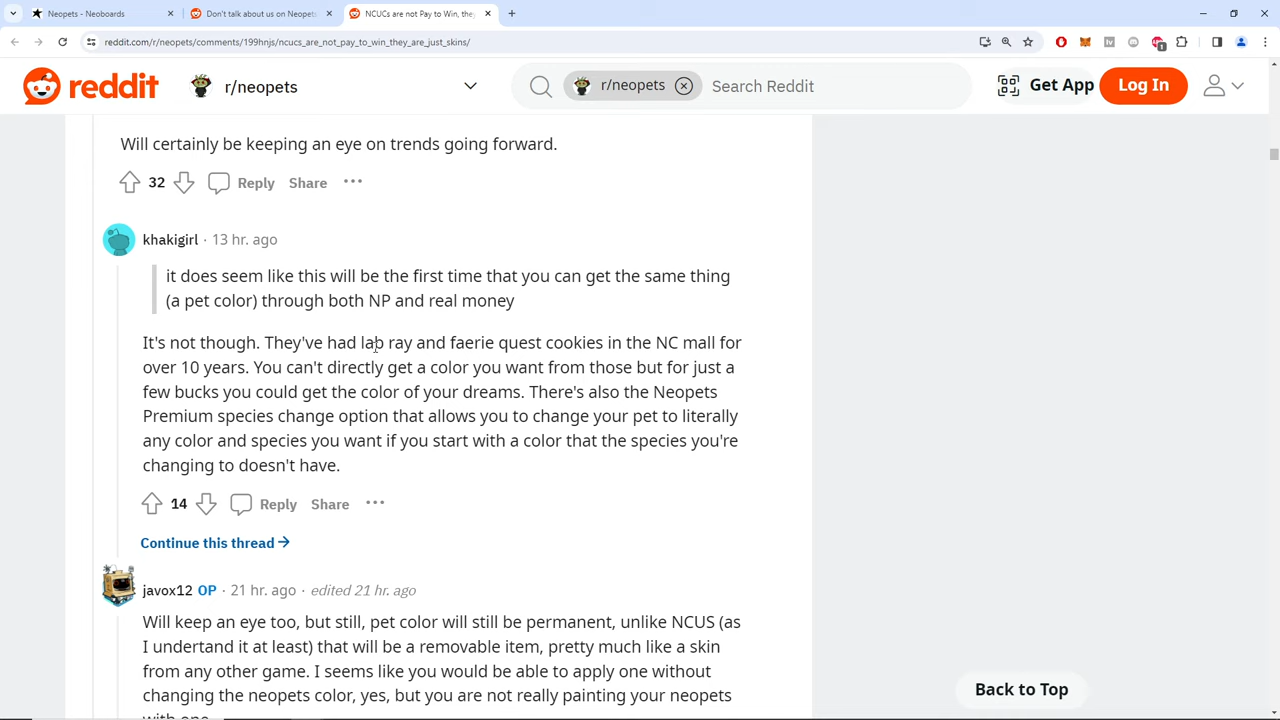 Neopets - Neoboards
Don't talk about us on Neopets
NCUCs are not Pay to Win, the
reddit.com/r/neopets/comments/199hnjs/ncucs_are_not_pay_to_win_they_are_just_skins/
reddit
r/neopets
r/neopets
Search Reddit
Get App
Log In
Will certainly be keeping an eye on trends going forward.
32
Reply
Share
khakigirl · 13 hr. ago
it does seem like this will be the first time that you can get the same thing
(a pet color) through both NP and real money
It's not though. They've had lab ray and faerie quest cookies in the NC mall for
over 10 years. You can't directly get a color you want from those but for just a
few bucks you could get the color of your dreams. There's also the Neopets
Premium species change option that allows you to change your pet to literally
any color and species you want if you start with a color that the species you're
changing to doesn't have.
14
Reply
Share
Continue this thread →
javox12 OP · 21 hr. ago · edited 21 hr. ago
Will keep an eye too, but still, pet color will still be permanent, unlike NCUS (as
I undertand it at least) that will be a removable item, pretty much like a skin
from any other game. I seems like you would be able to apply one without
changing the neopets color, yes, but you are not really painting your neopets
with one
Back to Top